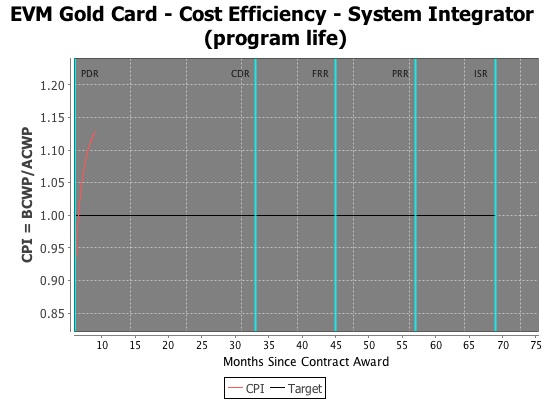 EVM Gold Card - Cost Efficiency - System Integrator
(program life)
PDR CDR FRR PRR ISR
1.20
1.15
1.10
1.05
1.00
0.95
0.90
0.85
CPI = BCWP/ACWP
10 15 20 25 30 35 40 45 50 55 60 65 70 75
Months Since Contract Award
CPI Target